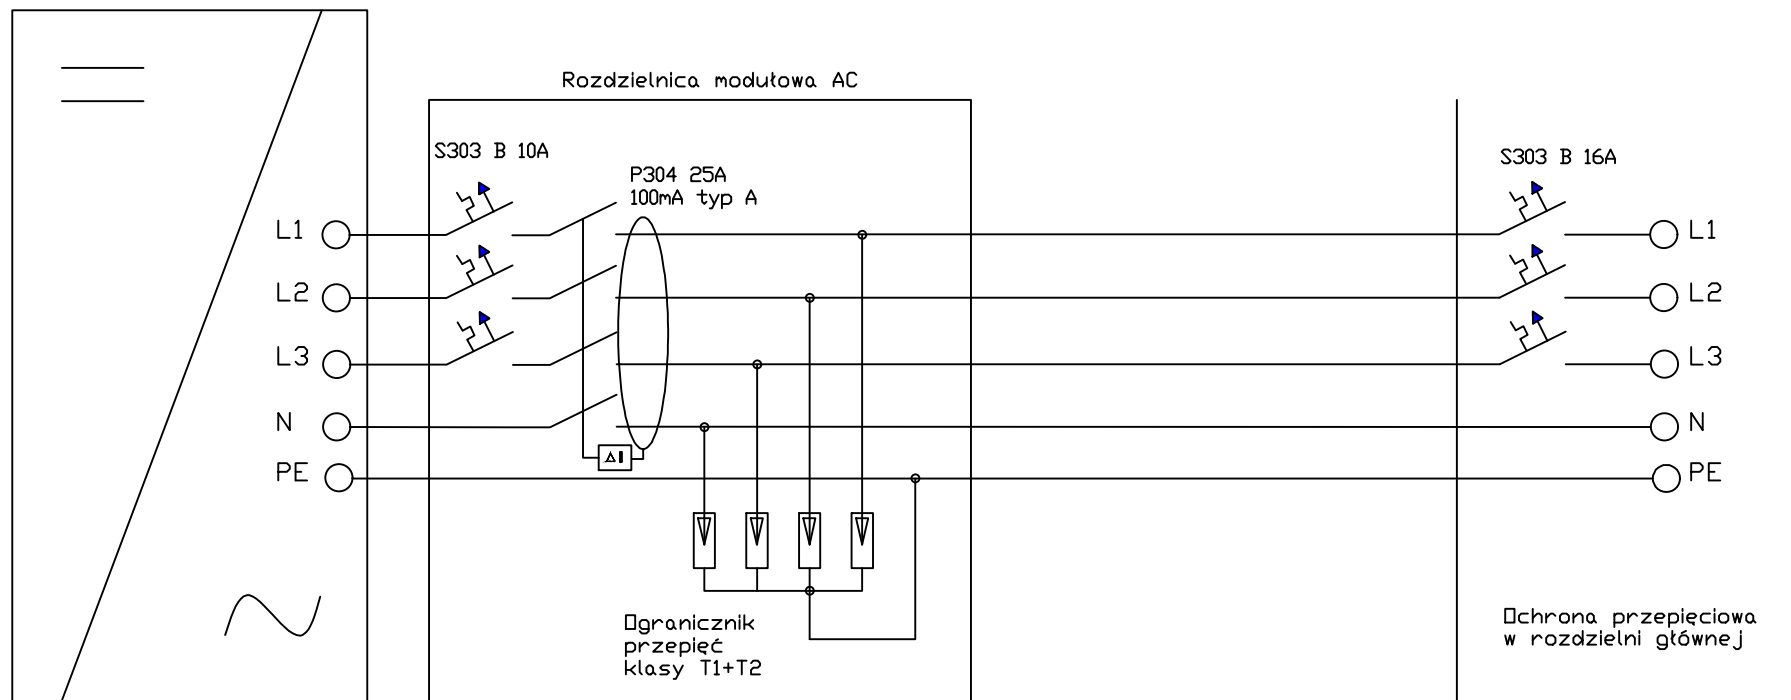 Rozdzielnica modułowa AC
S303 B 10A
P304 25A
100mA typ A
S303 B 16A
L1
L2
L3
N
PE
ΔI
L1
L2
L3
N
PE
Ogranicznik
przepięć
klasy T1+T2
Ochrona przepięciowa
w rozdzielni głównej